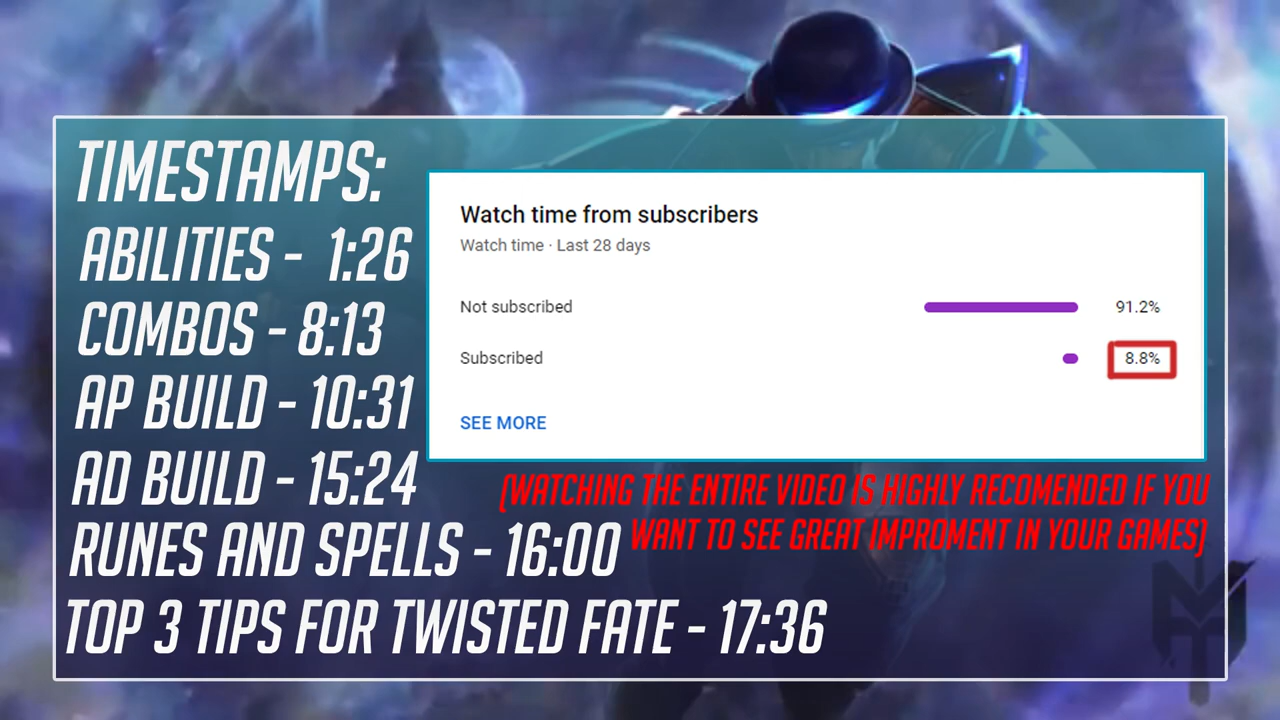 TIMESTAMPS:
ABILITIES - 1:26
COMBOS - 8:13
AP BUILD - 10:31
AD BUILD - 15:24
RUNES AND SPELLS - 16:00
TOP 3 TIPS FOR TWISTED FATE - 17:36
Watch time from subscribers
Watch time · Last 28 days
Not subscribed 91.2%
Subscribed 8.8%
SEE MORE
(WATCHING THE ENTIRE VIDEO IS HIGHLY RECOMENDED IF YOU
WANT TO SEE GREAT IMPROMENT IN YOUR GAMES)